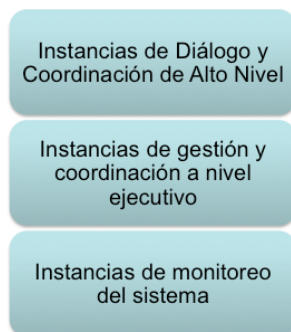 Instancias de Diálogo y
Coordinación de Alto Nivel
Instancias de gestión y
coordinación a nivel
ejecutivo
Instancias de monitoreo
del sistema